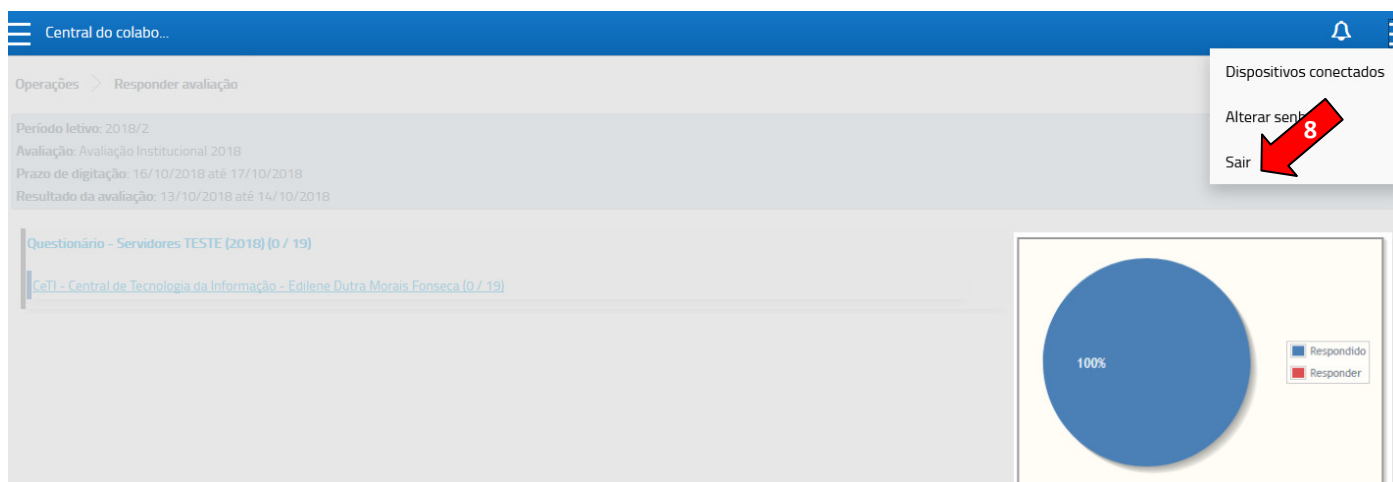 Central do colabo...
Dispositivos conectados
Alterar senh
8
Sair
Operações > Responder avaliação
Período letivo: 2018/2
Avaliação: Avaliação Institucional 2018
Prazo de digitação: 16/10/2018 até 17/10/2018
Resultado da avaliação: 13/10/2018 até 14/10/2018
Questionário - Servidores TESTE (2018) (0 / 19)
CeTI - Central de Tecnologia da Informação - Edilene Dutra Morais Fonseca (0 / 19)
100%
Respondido
Responder